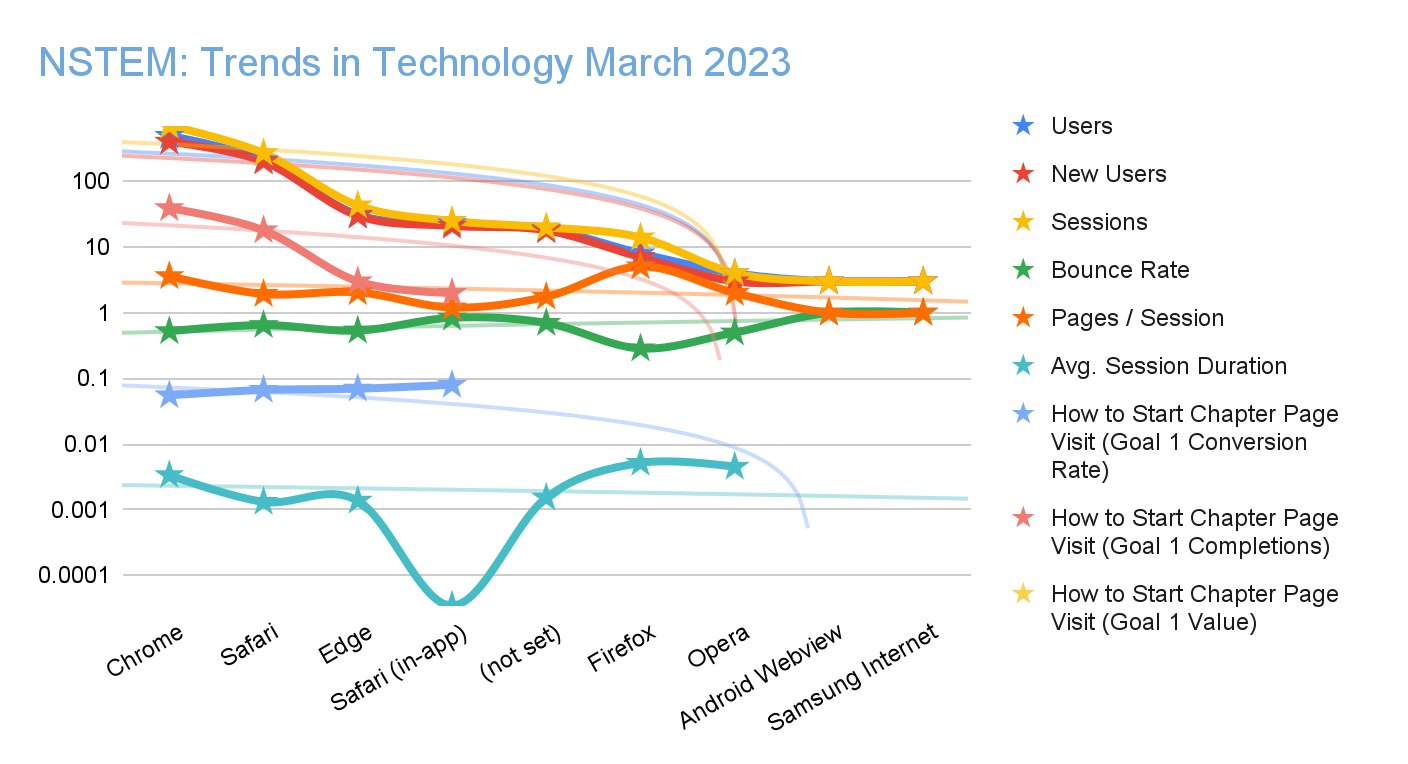 NSTEM: Trends in Technology March 2023
100
10
1
0.1
0.01
0.001
0.0001
Chrome
Safari
Edge
Safari (in-app)
(not set)
Firefox
Opera
Android Webview
Samsung Internet
Users
New Users
Sessions
Bounce Rate
Pages / Session
Avg. Session Duration
How to Start Chapter Page
Visit (Goal 1 Conversion
Rate)
How to Start Chapter Page
Visit (Goal 1 Completions)
How to Start Chapter Page
Visit (Goal 1 Value)